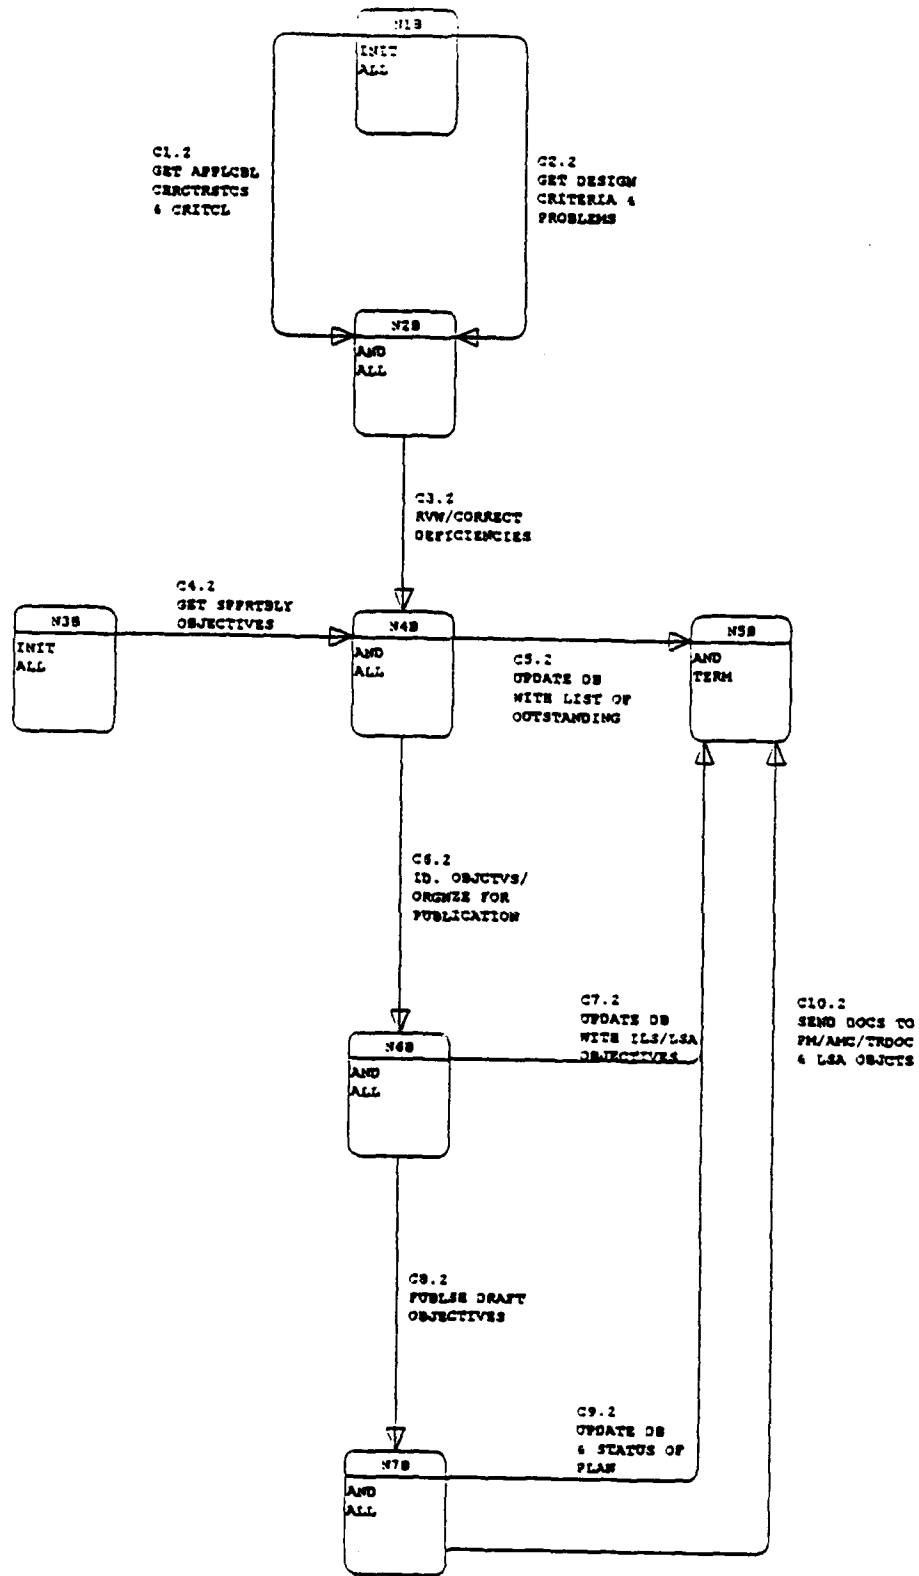 N1B
INIT
ALL
C1.2
GET APPLCBL
CHRCTRSTCS
& CRITCL
C2.2
GET DESIGN
CRITERIA &
PROBLEMS
N2B
AND
ALL
C3.2
RVW/CORRECT
DEFICIENCIES
N3B
INIT
ALL
C4.2
GET SPPRTBLY
OBJECTIVES
N4B
AND
ALL
C5.2
UPDATE DB
WITH LIST OF
OUTSTANDING
N5B
AND
TERM
C6.2
ID. OBJCTVS/
ORGNZE FOR
PUBLICATION
N6B
AND
ALL
C7.2
UPDATE DB
WITH ILS/LSA
OBJECTIVES
C10.2
SEND DOCS TO
PM/AMC/TRDOC
& LSA OBJCTS
C8.2
PUBLSH DRAFT
OBJECTIVES
N7B
AND
ALL
C9.2
UPDATE DB
& STATUS OF
PLAN